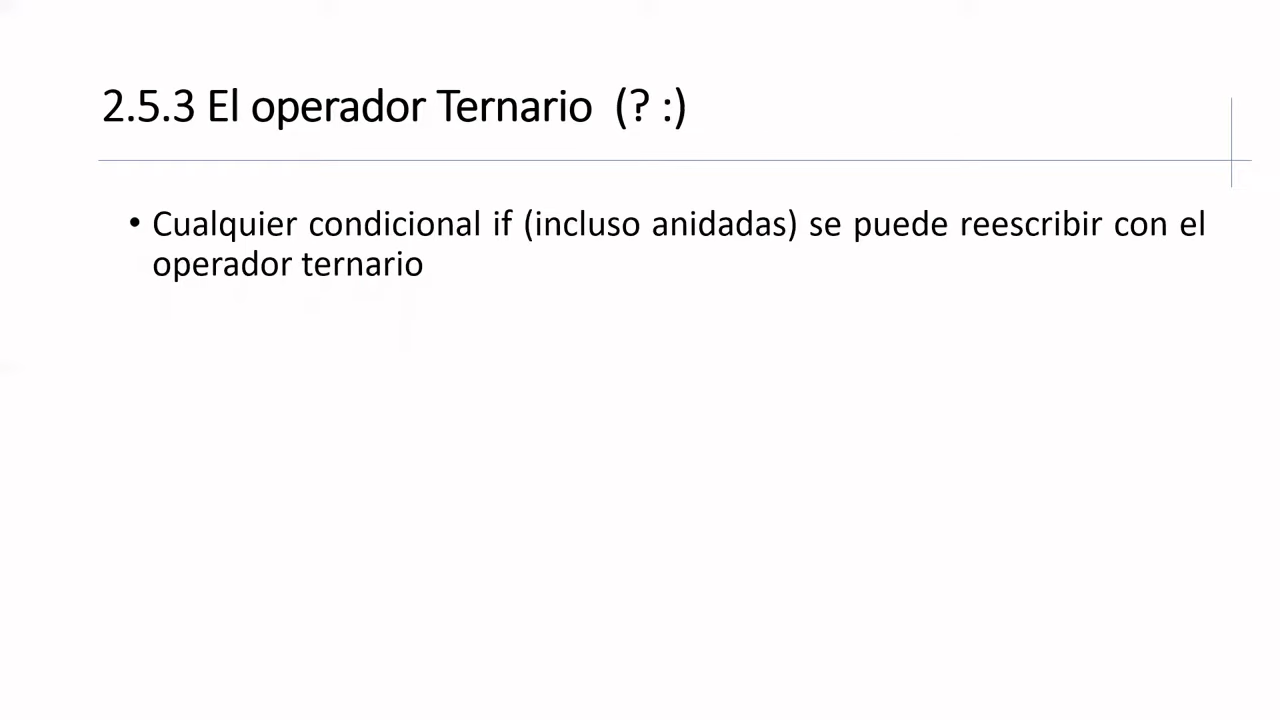 2.5.3 El operador Ternario (? :)
• Cualquier condicional if (incluso anidadas) se puede reescribir con el
operador ternario